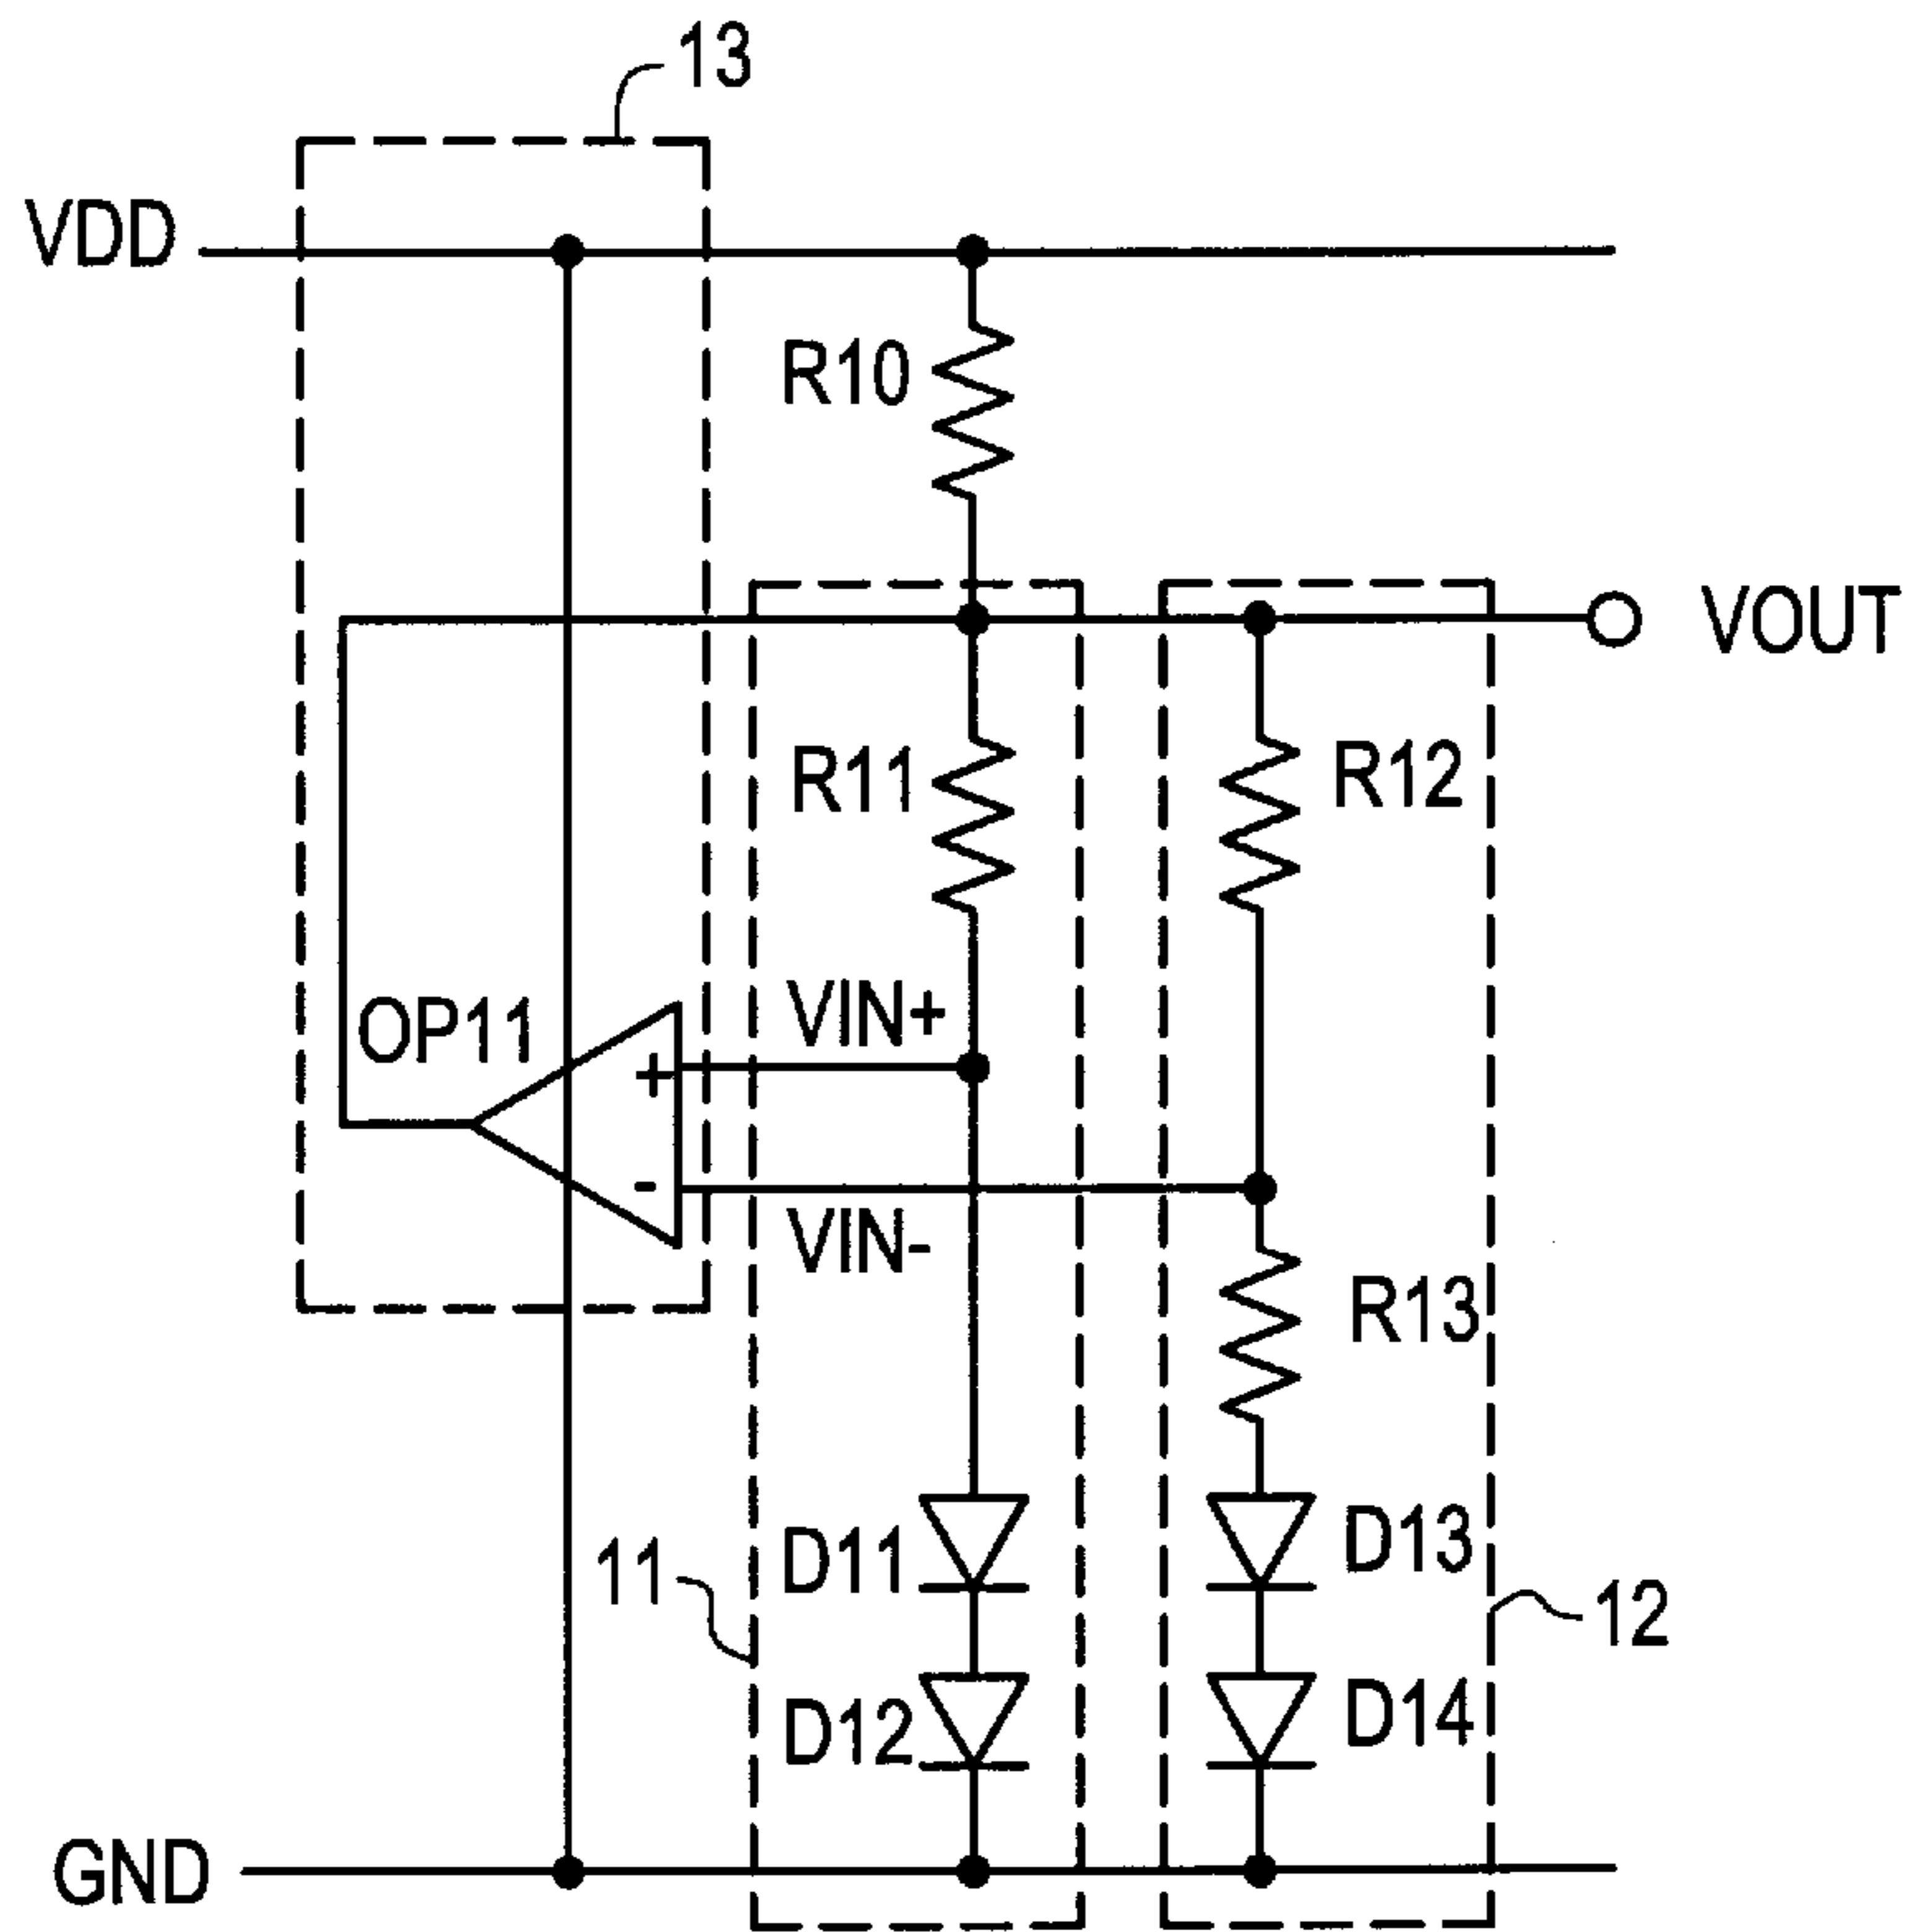 13
VDD
R10
VOUT
R11
R12
VIN+
OP11
+
-
VIN-
R13
D11
D13
11
12
D12
D14
GND